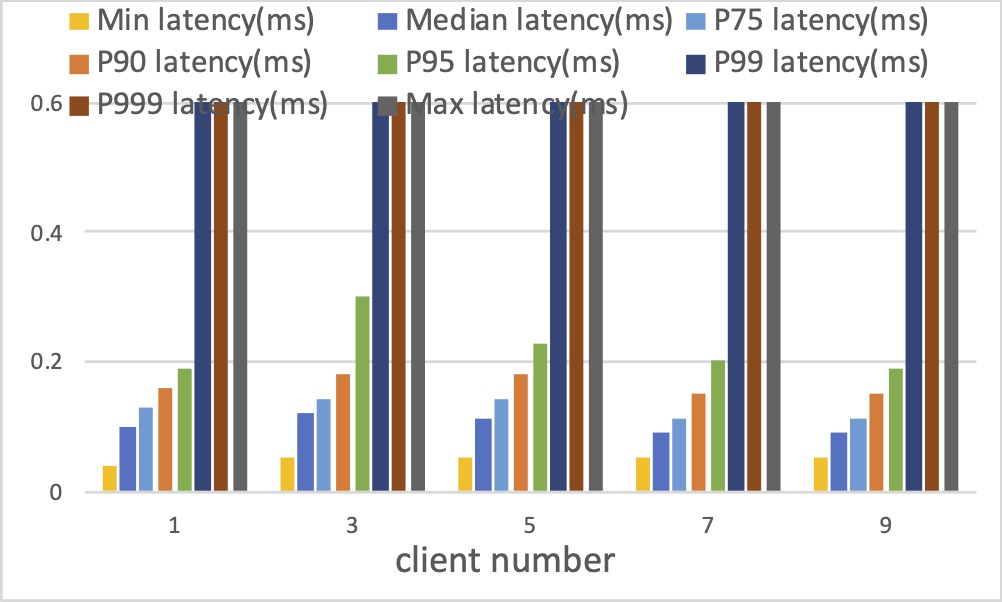 Min latency(ms) Median latency(ms) P75 latency(ms)
P90 latency(ms) P95 latency(ms) P99 latency(ms)
0.6 P999 latency(ms) Max latency(ms)
0.4
0.2
0
1 3 5 7 9
client number